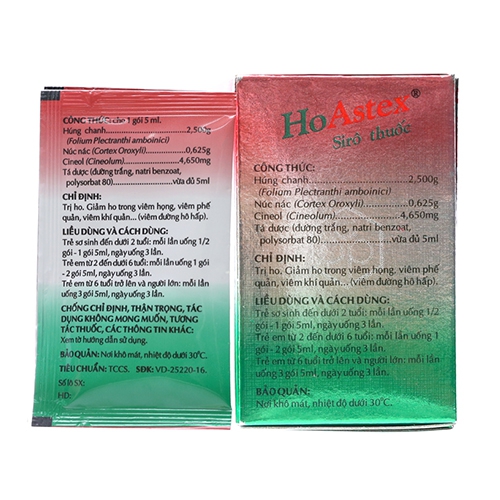 CÔNG THỨC: cho 1 gói 5 ml.
Húng chanh..........................2,500g
(Folium Plectranthi amboinici)
Núc nác (Cortex Oroxyli)..........0,625g
Cineol (Cineolum)..................4,650mg
Tá dược (đường trắng, natri benzoat,
polysorbat 80)...................vừa đủ 5ml
CHỈ ĐỊNH:
Trị ho. Giảm ho trong viêm họng, viêm phế
quản, viêm khí quản... (viêm đường hô hấp).
LIỀU DÙNG VÀ CÁCH DÙNG:
Trẻ sơ sinh đến dưới 2 tuổi: mỗi lần uống 1/2
gói - 1 gói 5ml, ngày uống 3 lần.
Trẻ em từ 2 đến dưới 6 tuổi: mỗi lần uống 1 gói
- 2 gói 5ml, ngày uống 3 lần.
Trẻ em từ 6 tuổi trở lên và người lớn: mỗi lần
uống 3 gói 5ml, ngày uống 3 lần.
CHỐNG CHỈ ĐỊNH, THẬN TRỌNG, TÁC
DỤNG KHÔNG MONG MUỐN, TƯƠNG
TÁC THUỐC, CÁC THÔNG TIN KHÁC:
Xem tờ hướng dẫn sử dụng.
BẢO QUẢN: Nơi khô mát, nhiệt độ dưới 30°C.
TIÊU CHUẨN: TCCS. SĐK: VD-25220-16.
Số lô SX:
HD:
HoAstex®
Sirô thuốc
CÔNG THỨC:
Húng chanh..............................2,500g
(Folium Plectranthi amboinici)
Núc nác (Cortex Oroxyli)............0,625g
Cineol (Cineolum)....................4,650mg
Tá dược (đường trắng, natri benzoat,
polysorbat 80).....................vừa đủ 5ml
CHỈ ĐỊNH:
Trị ho. Giảm ho trong viêm họng, viêm phế
quản, viêm khí quản... (viêm đường hô hấp).
LIỀU DÙNG VÀ CÁCH DÙNG:
Trẻ sơ sinh đến dưới 2 tuổi: mỗi lần uống 1/2
gói - 1 gói 5ml, ngày uống 3 lần.
Trẻ em từ 2 đến dưới 6 tuổi: mỗi lần uống 1
gói - 2 gói 5ml, ngày uống 3 lần.
Trẻ em từ 6 tuổi trở lên và người lớn: mỗi lần
uống 3 gói 5ml, ngày uống 3 lần.
BẢO QUẢN:
Nơi khô mát, nhiệt độ dưới 30°C.